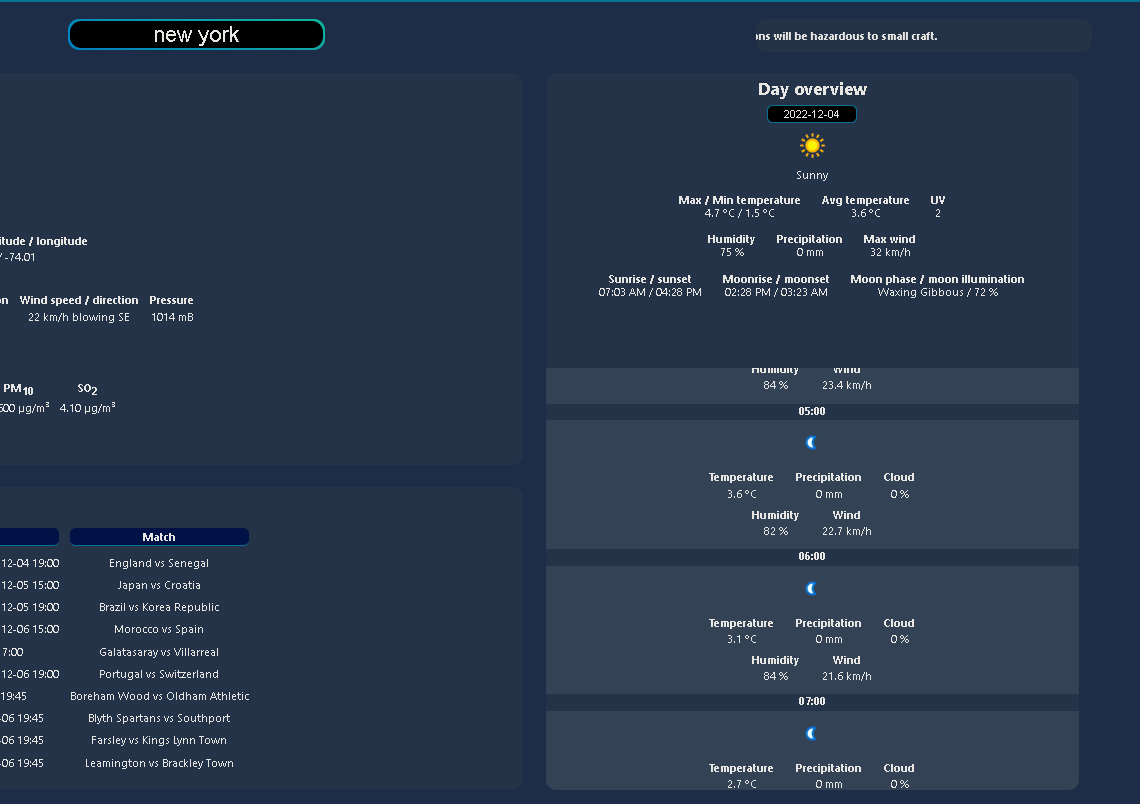 new york
ons will be hazardous to small craft.
itude / longitude
/ -74.01
on Wind speed / direction Pressure
22 km/h blowing SE 1014 mB
PM10 SO2
500 µg/m³ 4.10 µg/m³
Match
12-04 19:00 England vs Senegal
12-05 15:00 Japan vs Croatia
12-05 19:00 Brazil vs Korea Republic
12-06 15:00 Morocco vs Spain
7:00 Galatasaray vs Villarreal
12-06 19:00 Portugal vs Switzerland
19:45 Boreham Wood vs Oldham Athletic
-06 19:45 Blyth Spartans vs Southport
-06 19:45 Farsley vs Kings Lynn Town
-06 19:45 Leamington vs Brackley Town
Day overview
2022-12-04
Sunny
Max / Min temperature Avg temperature UV
4.7 °C / 1.5 °C 3.6 °C 2
Humidity Precipitation Max wind
75 % 0 mm 32 km/h
Sunrise / sunset Moonrise / moonset Moon phase / moon illumination
07:03 AM / 04:28 PM 02:28 PM / 03:23 AM Waxing Gibbous / 72 %
Humidity Wind
84 % 23.4 km/h
05:00
Temperature Precipitation Cloud
3.6 °C 0 mm 0 %
Humidity Wind
82 % 22.7 km/h
06:00
Temperature Precipitation Cloud
3.1 °C 0 mm 0 %
Humidity Wind
84 % 21.6 km/h
07:00
Temperature Precipitation Cloud
2.7 °C 0 mm 0 %